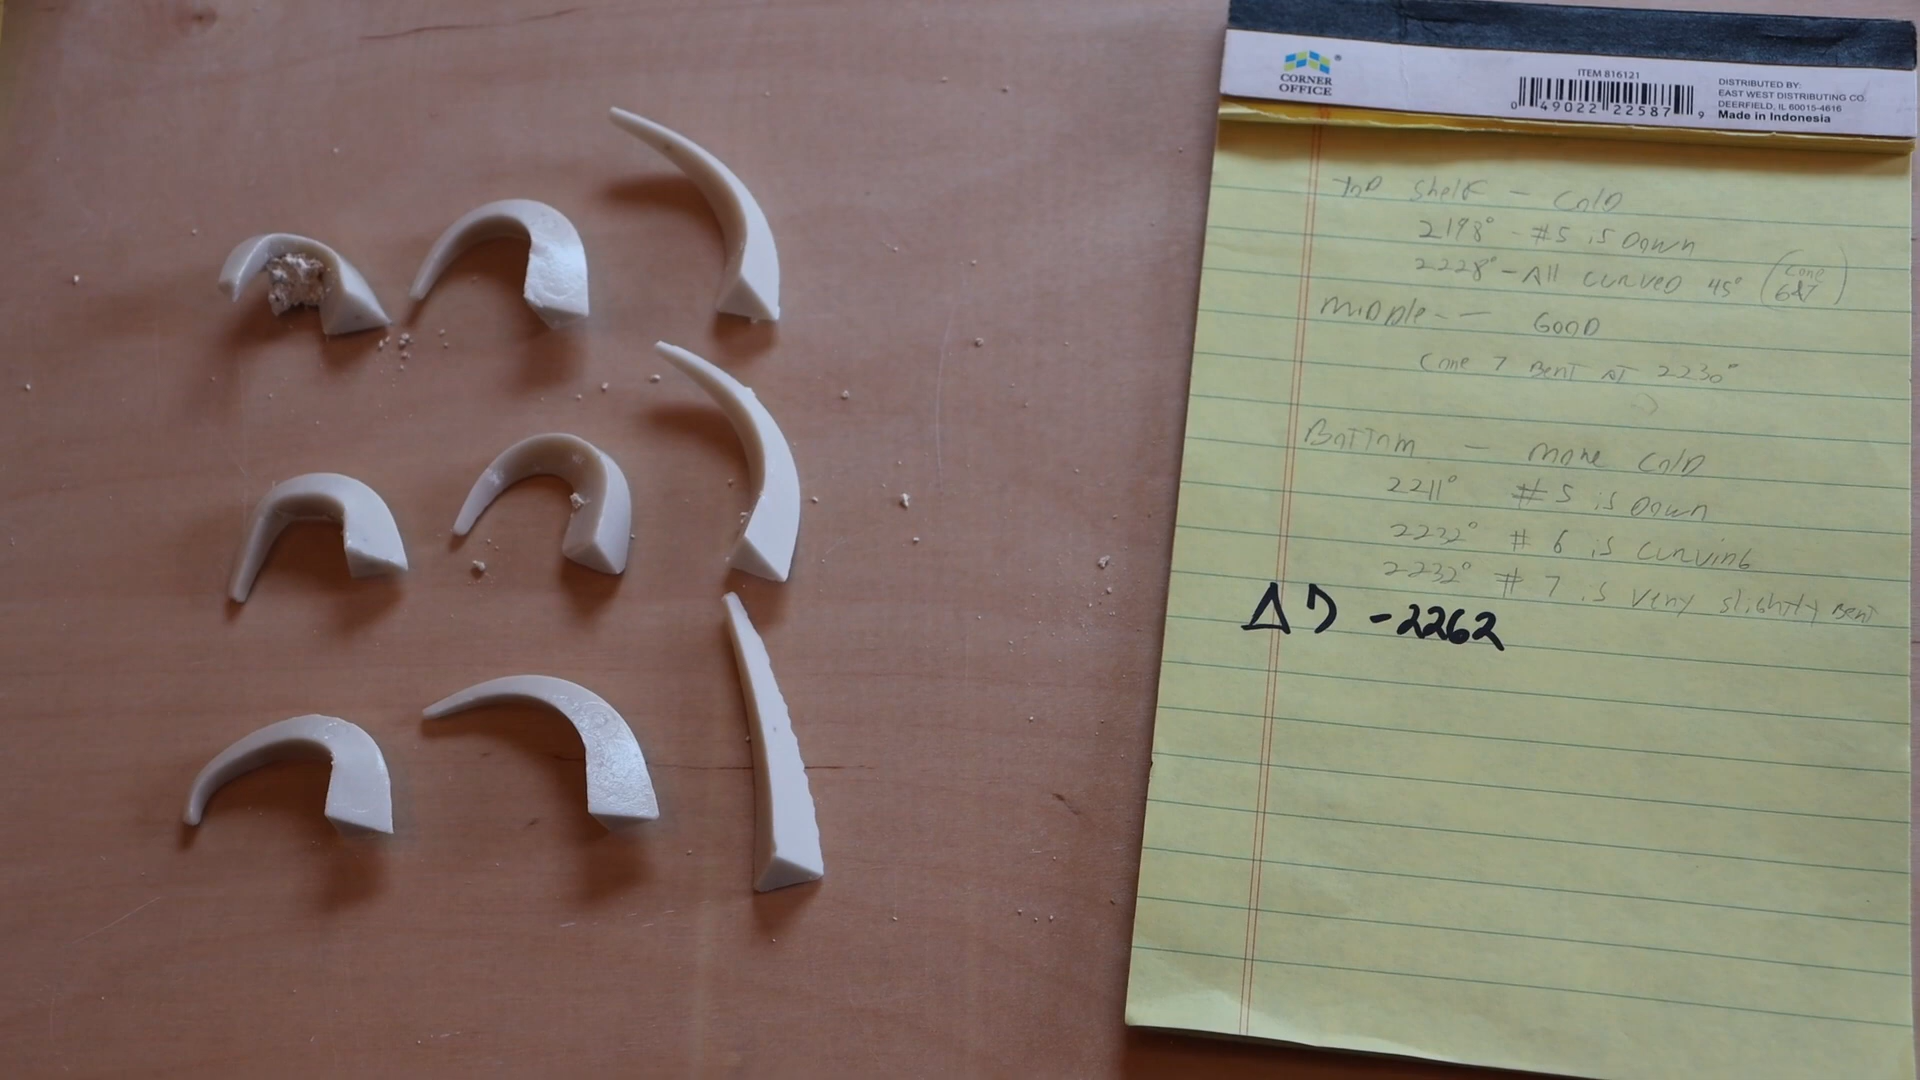 CORNER
OFFICE®
ITEM 816121
0 49022 22587 9
DISTRIBUTED BY:
EAST WEST DISTRIBUTING CO.
DEERFIELD, IL 60015-4616
Made in Indonesia
Top Shelf - Cold
2198° - #5 is Down
2228° - All curved 45° (Cone 6&7)
Middle - - Good
Cone 7 Bent at 2230°
Bottom - more cold
2211° #5 is Down
2232° #6 is curving
2232° #7 is very slightly Bent
Δ7 -2262